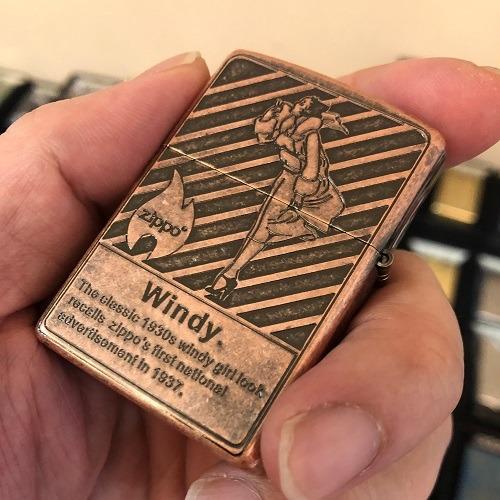 zippo
Windy.
The classic 1930s windy girl look
recalls Zippo's first national
advertisement in 1937.